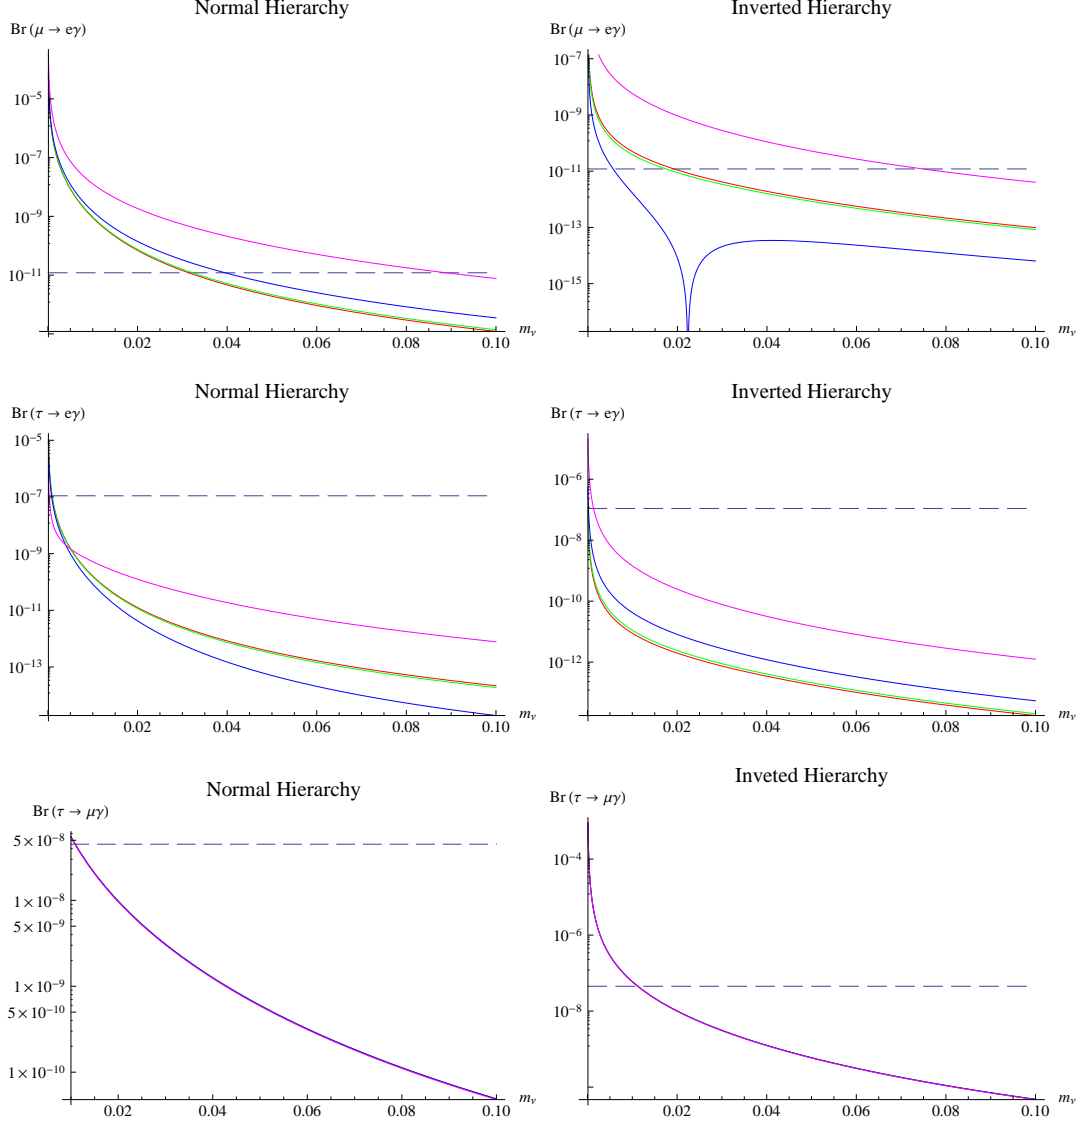 Normal Hierarchy
Br (μ → eγ)
10⁻⁵
10⁻⁷
10⁻⁹
10⁻¹¹
0.02 0.04 0.06 0.08 0.10
m_ν
Inverted Hierarchy
Br (μ → eγ)
10⁻⁷
10⁻⁹
10⁻¹¹
10⁻¹³
10⁻¹⁵
0.02 0.04 0.06 0.08 0.10
m_ν
Normal Hierarchy
Br (τ → eγ)
10⁻⁵
10⁻⁷
10⁻⁹
10⁻¹¹
10⁻¹³
0.02 0.04 0.06 0.08 0.10
m_ν
Inverted Hierarchy
Br (τ → eγ)
10⁻⁶
10⁻⁸
10⁻¹⁰
10⁻¹²
0.02 0.04 0.06 0.08 0.10
m_ν
Normal Hierarchy
Br (τ → μγ)
5 × 10⁻⁸
1 × 10⁻⁸
5 × 10⁻⁹
1 × 10⁻⁹
5 × 10⁻¹⁰
1 × 10⁻¹⁰
0.02 0.04 0.06 0.08 0.10
m_ν
Inveted Hierarchy
Br (τ → μγ)
10⁻⁴
10⁻⁶
10⁻⁸
0.02 0.04 0.06 0.08 0.10
m_ν